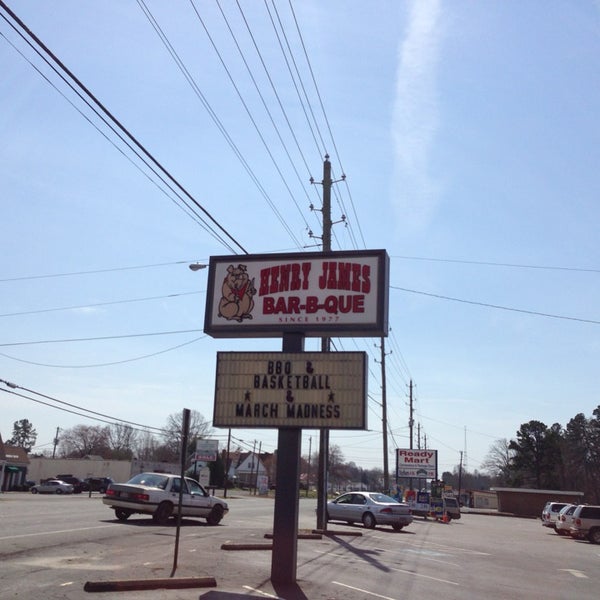 HENRY JAMES
BAR-B-QUE
SINCE 1977
BBQ &
BASKETBALL
★ & ★
MARCH MADNESS
Ready
Mart